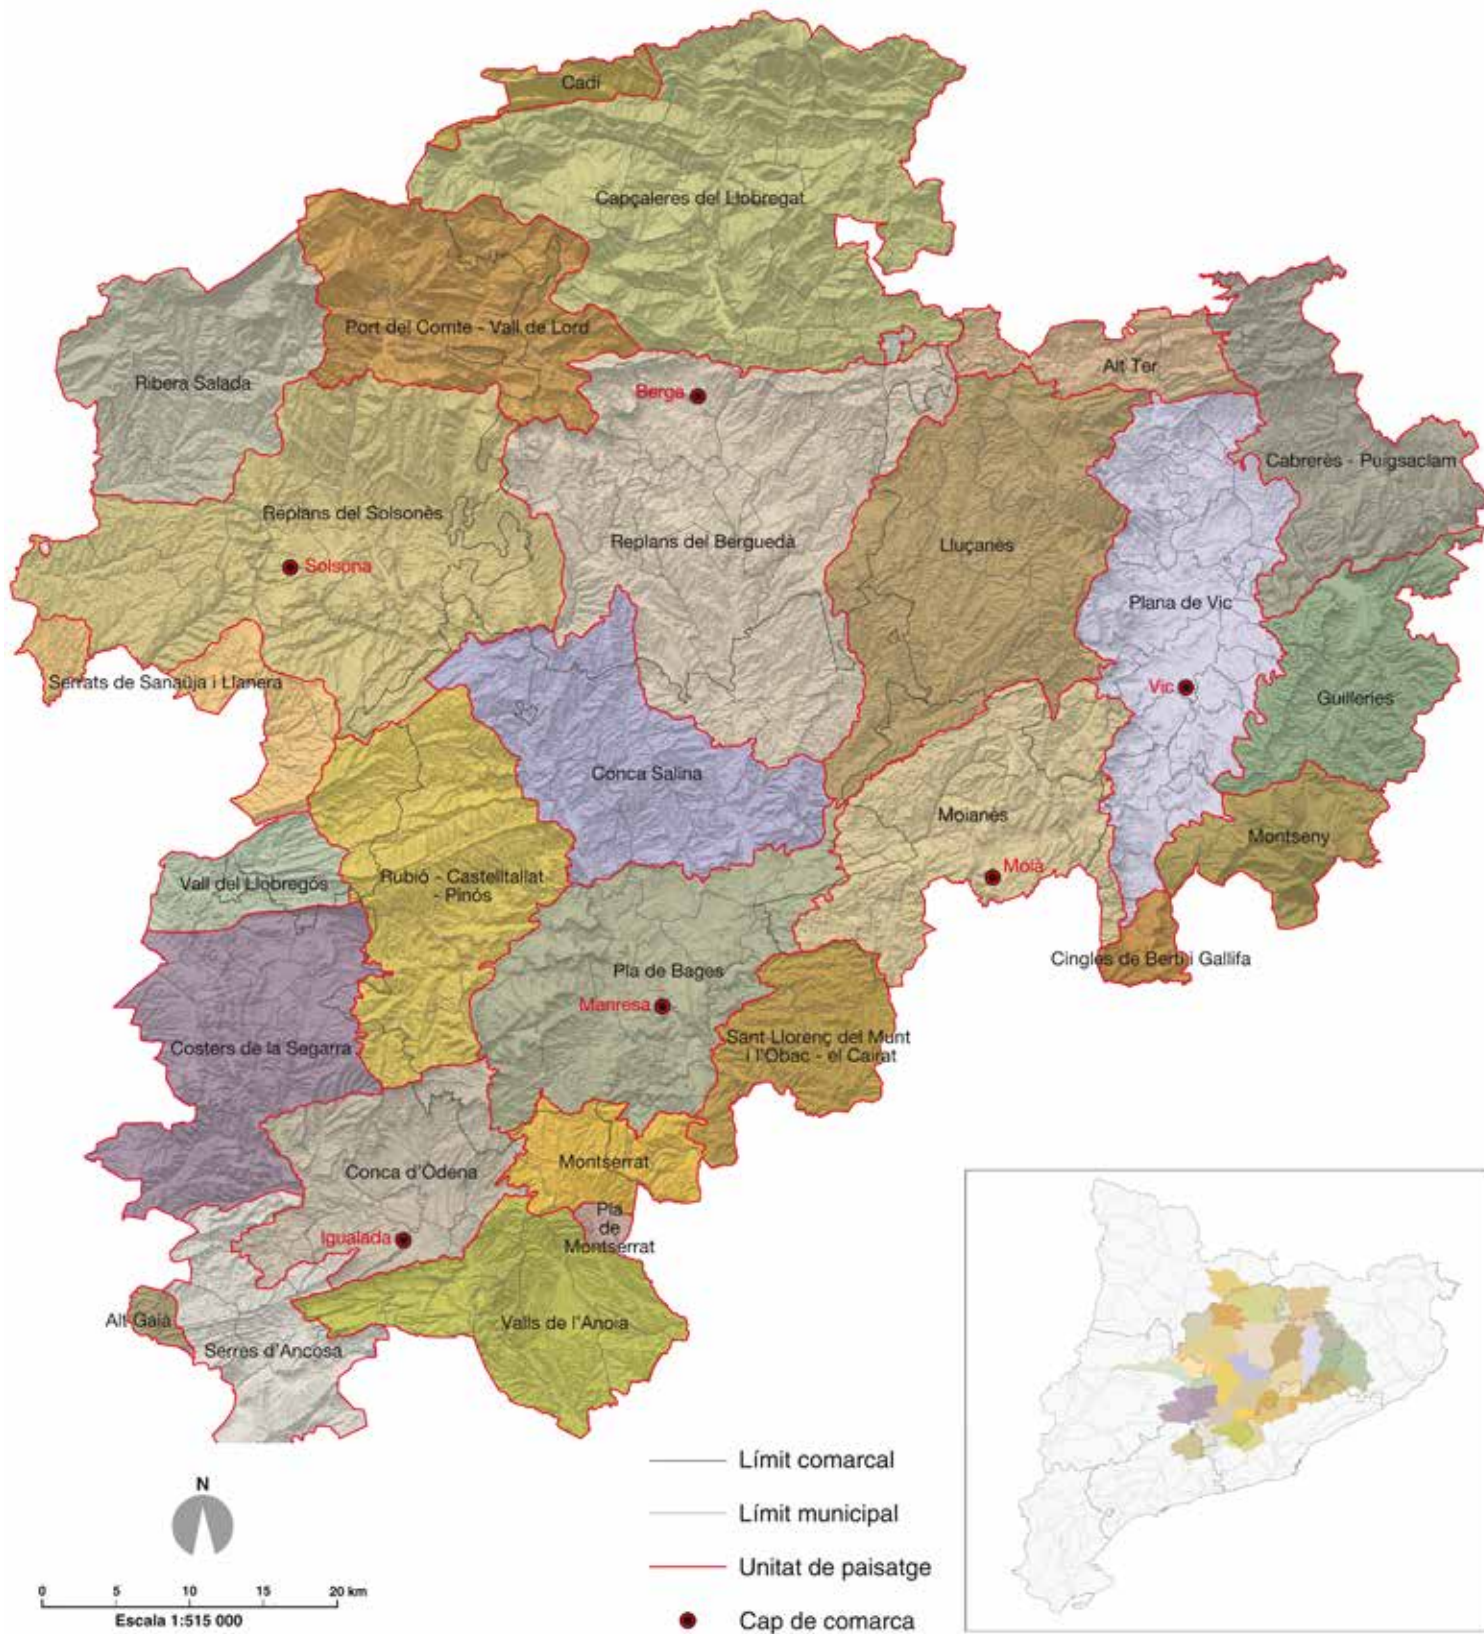 Cadí
Capçaleres del Llobregat
Port del Comte - Vall de Lord
Ribera Salada
Alt Ter
Berga
Cabrerès - Puigsaclam
Replans del Solsonès
Replans del Berguedà
Lluçanès
Solsona
Plana de Vic
Serrats de Sanaüja i Llanera
Vic
Guilleries
Conca Salina
Moianès
Montseny
Moià
Vall del Llobregós
Rubió - Castelltallat
- Pinós
Cingles de Bertí i Gallifa
Pla de Bages
Manresa
Sant Llorenç del Munt
i l'Obac - el Cairat
Costers de la Segarra
Montserrat
Conca d'Òdena
Pla
de
Montserrat
Igualada
Alt Gaià
Valls de l'Anoia
Serres d'Ancosa
N
0 5 10 15 20 km
Escala 1:515 000
Límit comarcal
Límit municipal
Unitat de paisatge
Cap de comarca